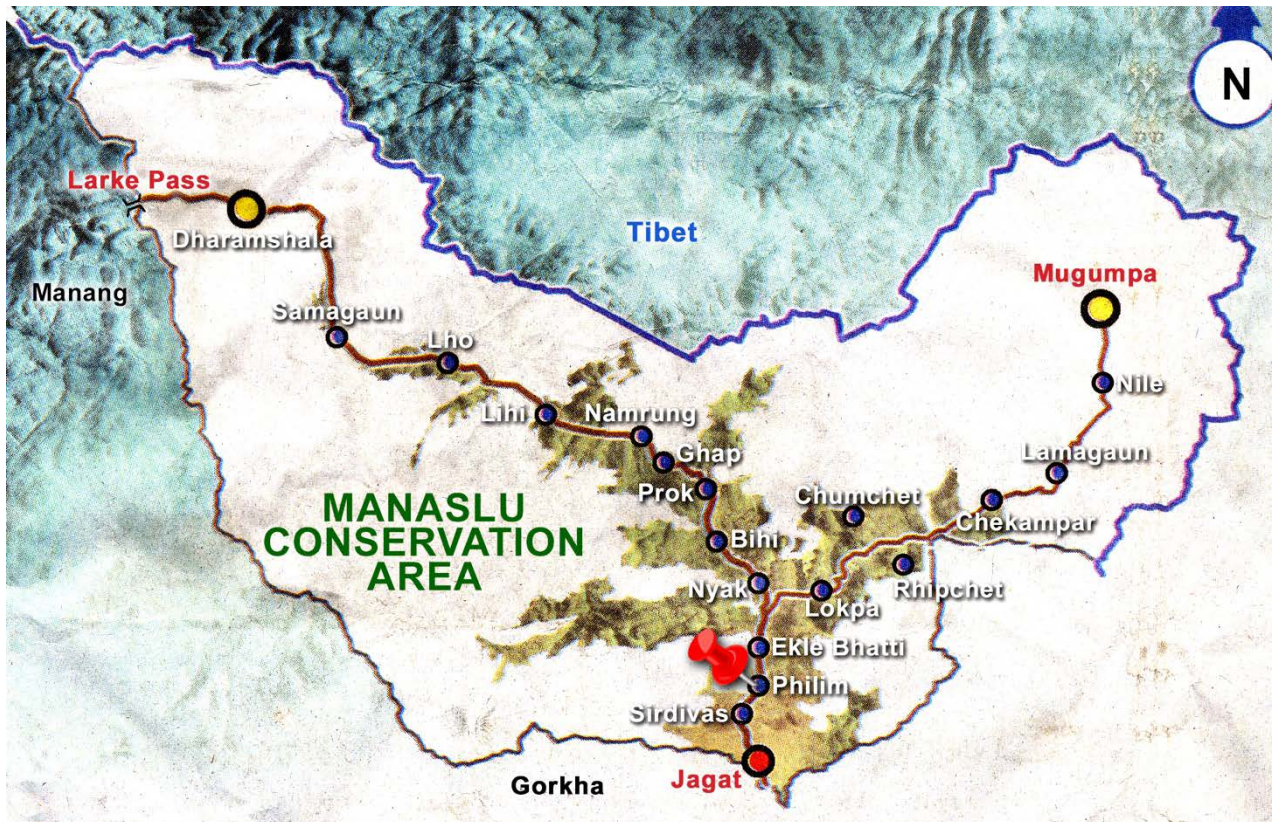 N
Larke Pass
Dharamshala
Tibet
Manang
Mugumpa
Samagaun
Lho
Nile
Lihi
Namrung
Ghap
Lamagaun
Prok
Chumchet
Chekampar
MANASLU
CONSERVATION
AREA
Bihi
Nyak
Lokpa
Rhipchet
Ekle Bhatti
Philim
Sirdivas
Jagat
Gorkha